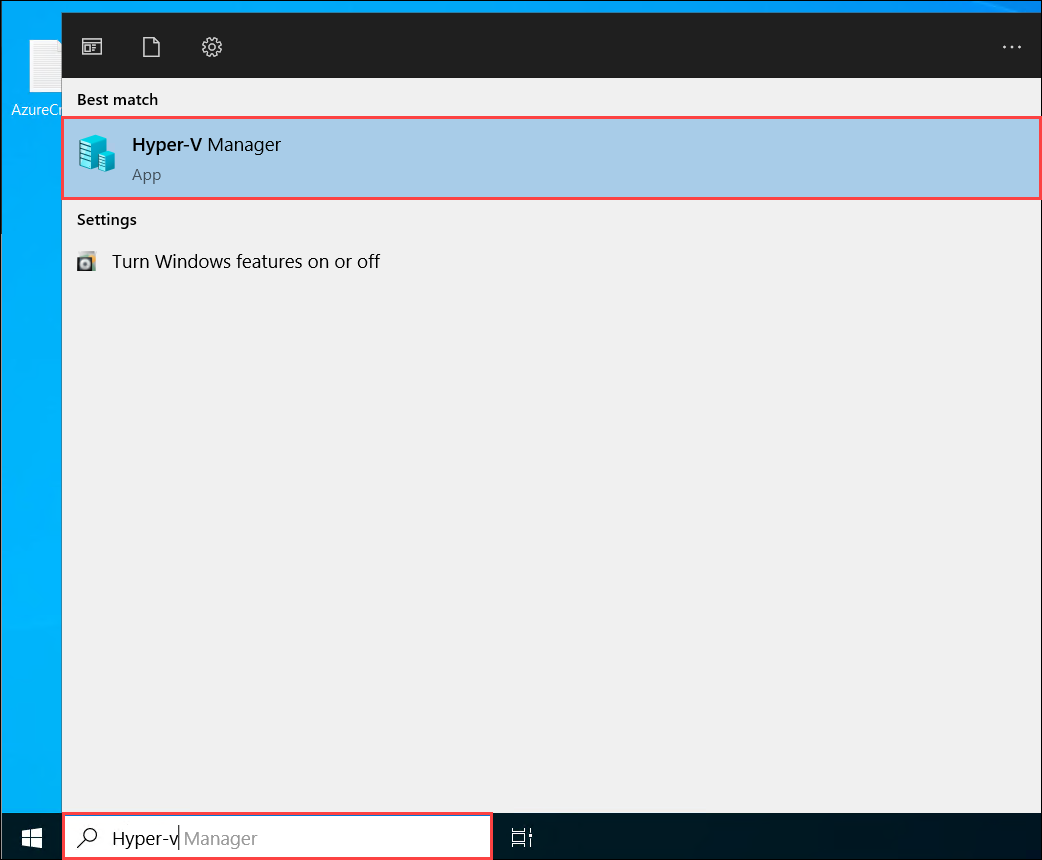 Best match
AzureCr
Hyper-V Manager
App
Settings
Turn Windows features on or off
Hyper-v Manager